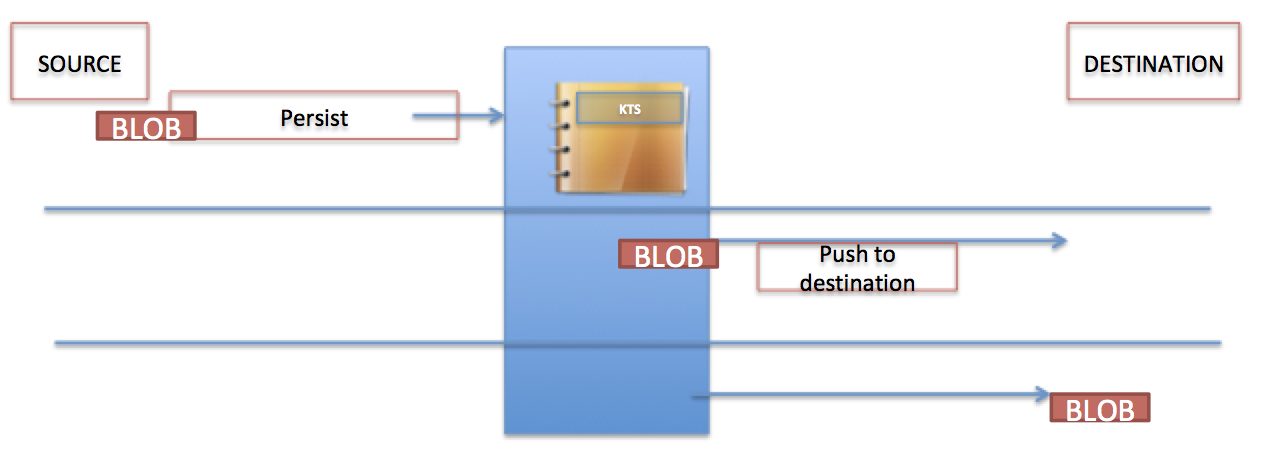 SOURCE
DESTINATION
KTS
Persist
BLOB
BLOB
Push to
destination
BLOB